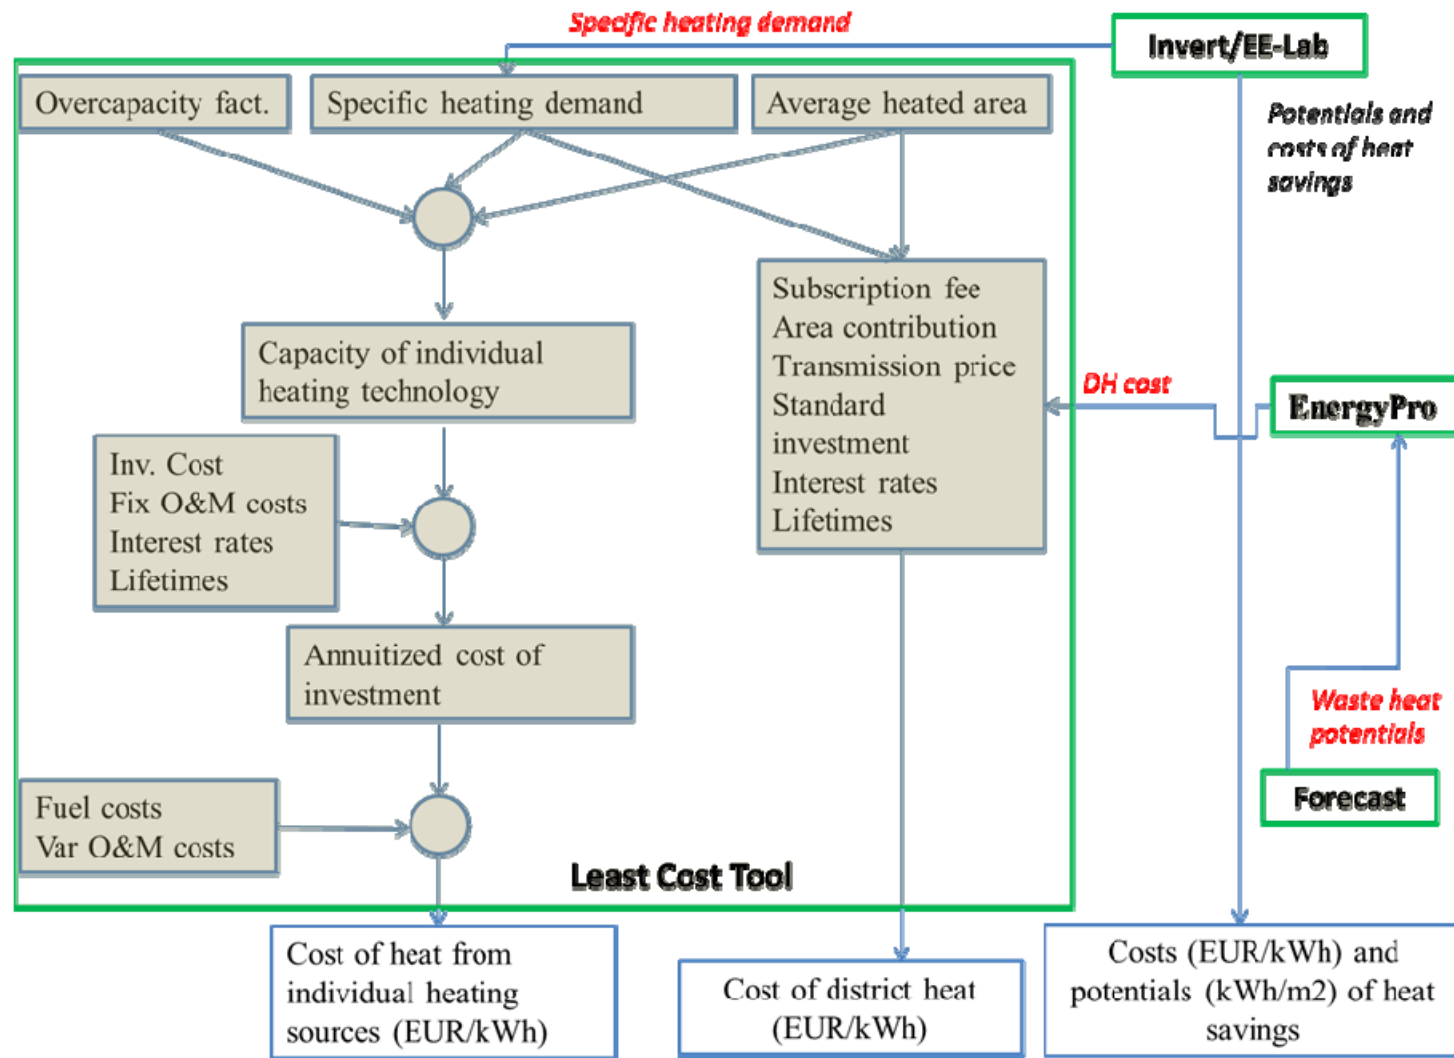 Specific heating demand
Invert/EE-Lab
Overcapacity fact.
Specific heating demand
Average heated area
Potentials and
costs of heat
savings
Subscription fee
Area contribution
Transmission price
Standard
investment
Interest rates
Lifetimes
Capacity of individual
heating technology
DH cost
EnergyPro
Inv. Cost
Fix O&M costs
Interest rates
Lifetimes
Annuitized cost of
investment
Waste heat
potentials
Forecast
Fuel costs
Var O&M costs
Least Cost Tool
Cost of heat from
individual heating
sources (EUR/kWh)
Cost of district heat
(EUR/kWh)
Costs (EUR/kWh) and
potentials (kWh/m2) of heat
savings